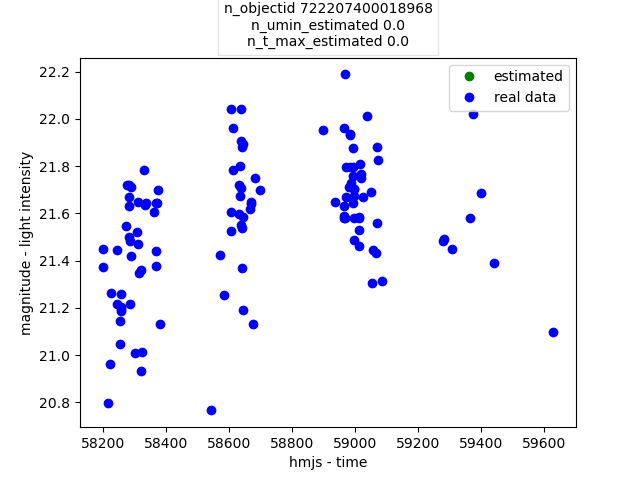 n_objectid 722207400018968
n_umin_estimated 0.0
n_t_max_estimated 0.0
estimated
real data
22.2
22.0
21.8
21.6
21.4
21.2
21.0
20.8
magnitude - light intensity
58200 58400 58600 58800 59000 59200 59400 59600
hmjs - time